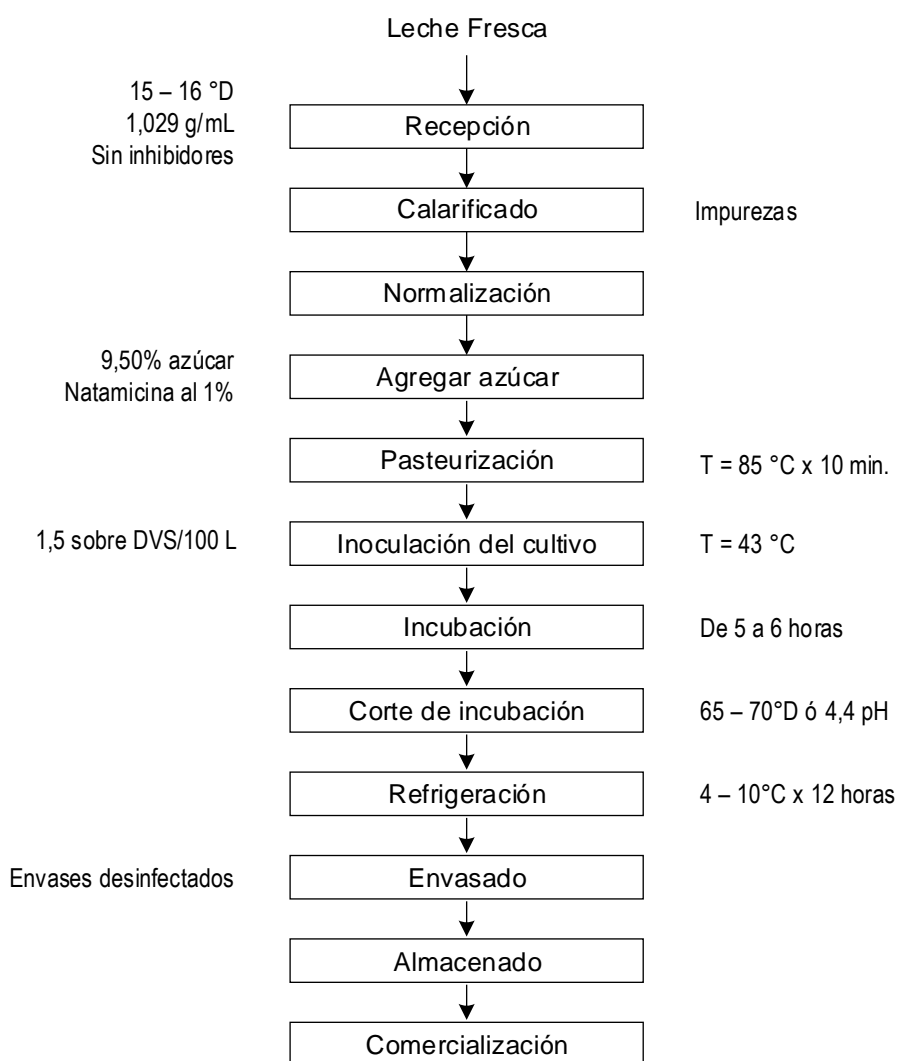 Leche Fresca
15 – 16 °D
1,029 g/mL
Sin inhibidores
Recepción
Calarificado
Impurezas
Normalización
9,50% azúcar
Natamicina al 1%
Agregar azúcar
Pasteurización
T = 85 °C x 10 min.
1,5 sobre DVS/100 L
Inoculación del cultivo
T = 43 °C
Incubación
De 5 a 6 horas
Corte de incubación
65 – 70°D ó 4,4 pH
Refrigeración
4 – 10°C x 12 horas
Envases desinfectados
Envasado
Almacenado
Comercialización